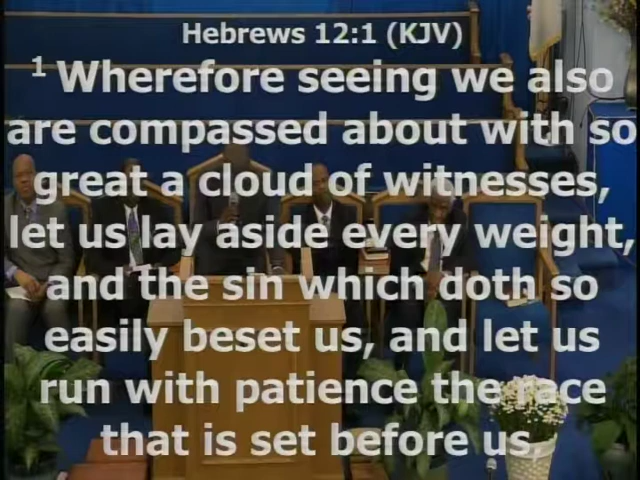 Hebrews 12:1 (KJV)
1 Wherefore seeing we also
are compassed about with so
great a cloud of witnesses,
let us lay aside every weight,
and the sin which doth so
easily beset us, and let us
run with patience the race
that is set before us,